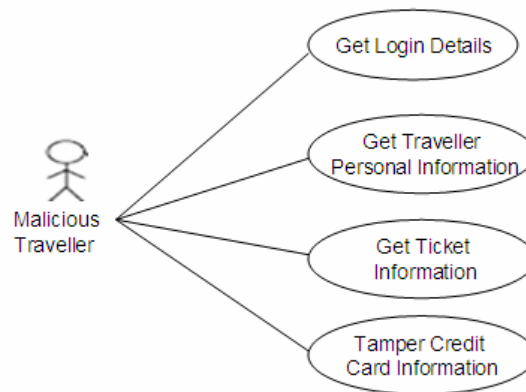 Get Login Details
Get Traveller
Personal Information
Malicious
Traveller
Get Ticket
Information
Tamper Credit
Card Information